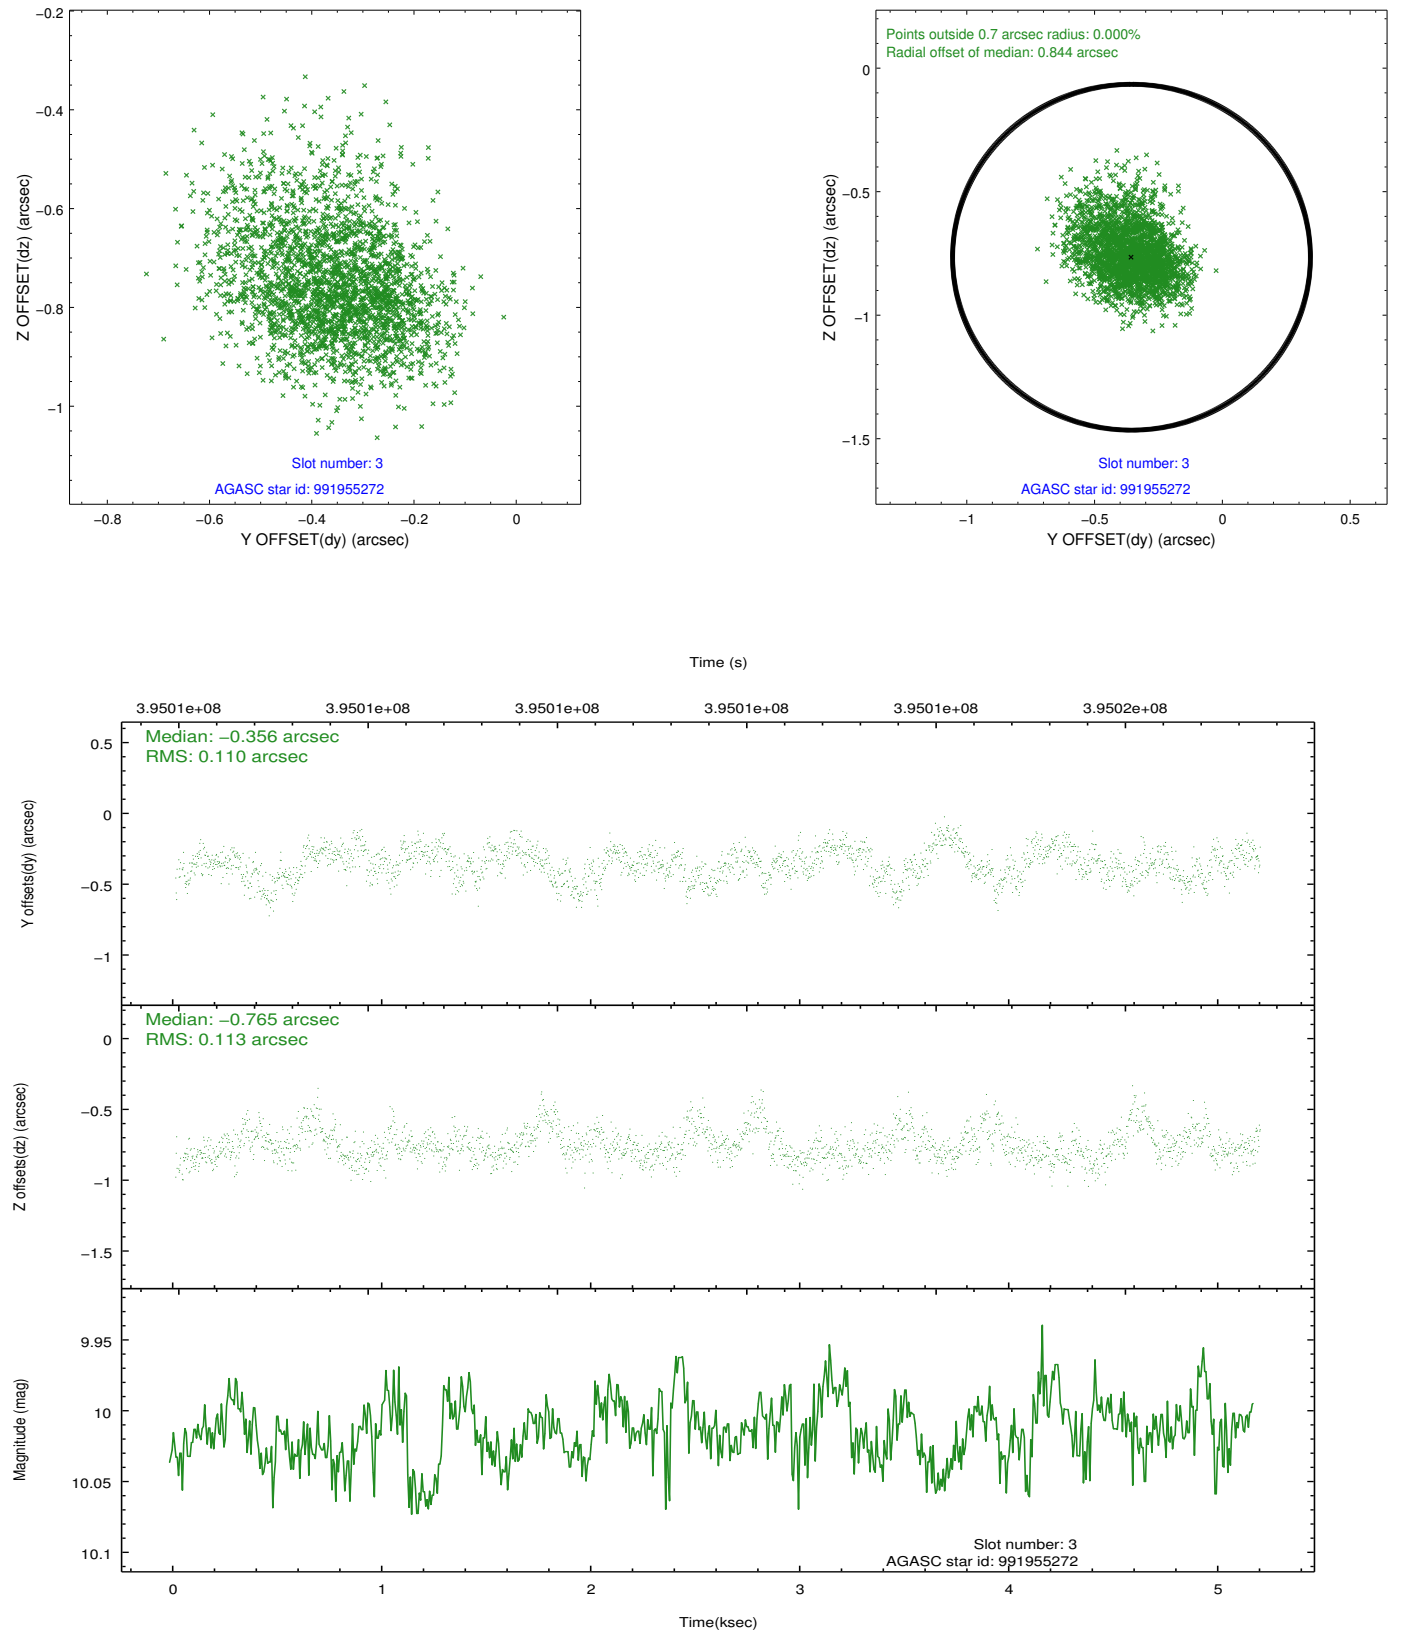 −0.2
−0.4
−0.6
−0.8
−1
Z OFFSET(dz) (arcsec)
Slot number: 3
AGASC star id: 991955272
−0.8 −0.6 −0.4 −0.2 0
Y OFFSET(dy) (arcsec)
Points outside 0.7 arcsec radius: 0.000%
Radial offset of median: 0.844 arcsec
0
−0.5
−1
−1.5
Z OFFSET(dz) (arcsec)
Slot number: 3
AGASC star id: 991955272
−1 −0.5 0 0.5
Y OFFSET(dy) (arcsec)
Time (s)
3.9501e+08 3.9501e+08 3.9501e+08 3.9501e+08 3.9501e+08 3.9502e+08
Median: −0.356 arcsec
RMS: 0.110 arcsec
0.5
0
−0.5
−1
Y offsets(dy) (arcsec)
Median: −0.765 arcsec
RMS: 0.113 arcsec
0
−0.5
−1
−1.5
Z offsets(dz) (arcsec)
9.95
10
10.05
10.1
Magnitude (mag)
Slot number: 3
AGASC star id: 991955272
0 1 2 3 4 5
Time(ksec)